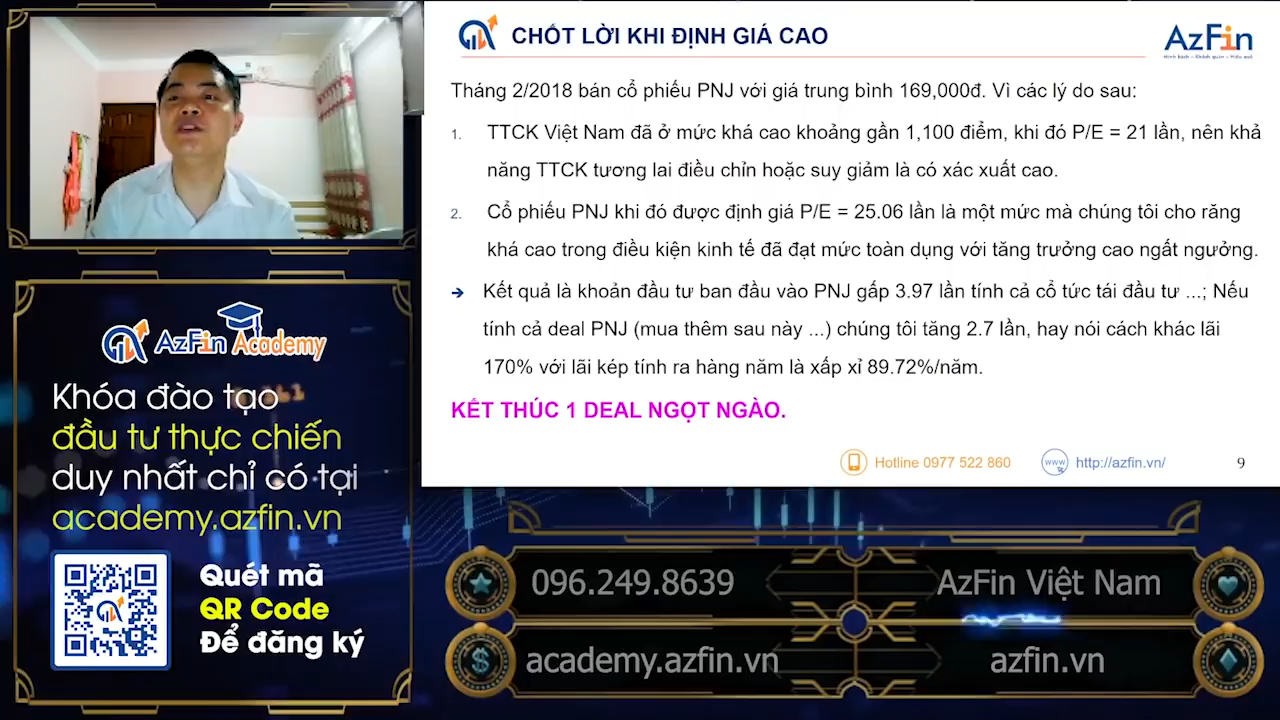 CHỐT LỜI KHI ĐỊNH GIÁ CAO
AzFin
Tháng 2/2018 bán cổ phiếu PNJ với giá trung bình 169,000đ. Vì các lý do sau:
1. TTCK Việt Nam đã ở mức khá cao khoảng gần 1,100 điểm, khi đó P/E = 21 lần, nên khả
năng TTCK tương lai điều chỉn hoặc suy giảm là có xác xuất cao.
2. Cổ phiếu PNJ khi đó được định giá P/E = 25.06 lần là một mức mà chúng tôi cho răng
khá cao trong điều kiện kinh tế đã đạt mức toàn dụng với tăng trưởng cao ngất ngưởng.
➔ Kết quả là khoản đầu tư ban đầu vào PNJ gấp 3.97 lần tính cả cổ tức tái đầu tư ...; Nếu
tính cả deal PNJ (mua thêm sau này ...) chúng tôi tăng 2.7 lần, hay nói cách khác lãi
170% với lãi kép tính ra hàng năm là xấp xỉ 89.72%/năm.
KẾT THÚC 1 DEAL NGỌT NGÀO.
Hotline 0977 522 860
www
http://azfin.vn/
9
AzFin Academy
Khóa đào tạo
đầu tư thực chiến
duy nhất chỉ có tại
academy.azfin.vn
Quét mã
QR Code
Để đăng ký
096.249.8639
AzFin Việt Nam
academy.azfin.vn
azfin.vn